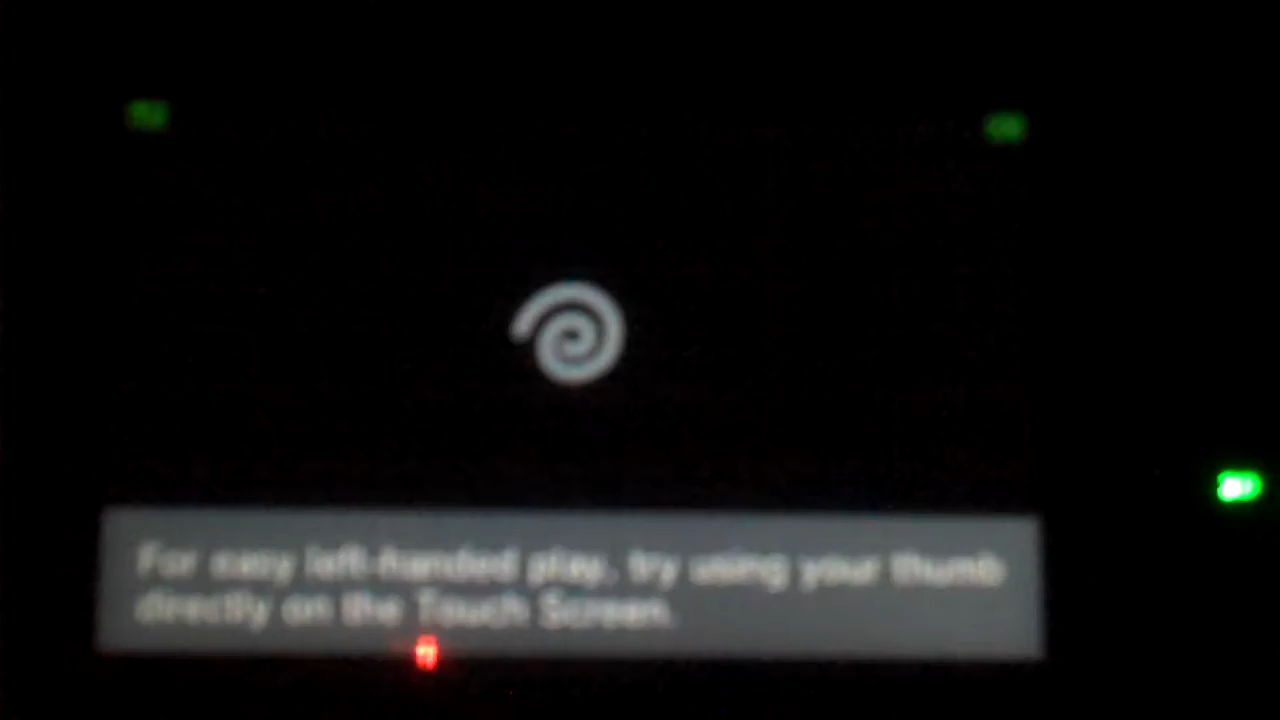 For easy left-handed play, try using your thumb
directly on the Touch Screen.